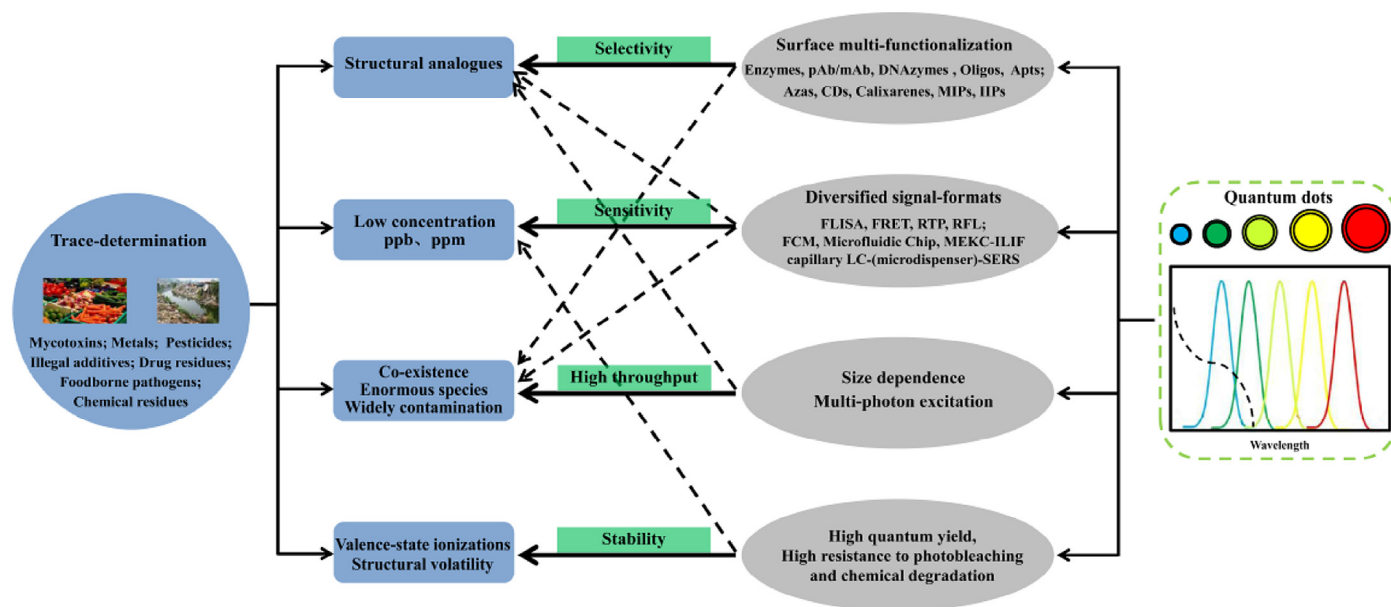 Trace-determination
Mycotoxins; Metals; Pesticides;
Illegal additives; Drug residues;
Foodborne pathogens;
Chemical residues
Structural analogues
Low concentration
ppb、ppm
Co-existence
Enormous species
Widely contamination
Valence-state ionizations
Structural volatility
Selectivity
Sensitivity
High throughput
Stability
Surface multi-functionalization
Enzymes, pAb/mAb, DNAzymes , Oligos, Apts;
Azas, CDs, Calixarenes, MIPs, IIPs
Diversified signal-formats
FLISA, FRET, RTP, RFL;
FCM, Microfluidic Chip, MEKC-ILIF
capillary LC-(microdispenser)-SERS
Size dependence
Multi-photon excitation
High quantum yield,
High resistance to photobleaching
and chemical degradation
Quantum dots
Wavelength